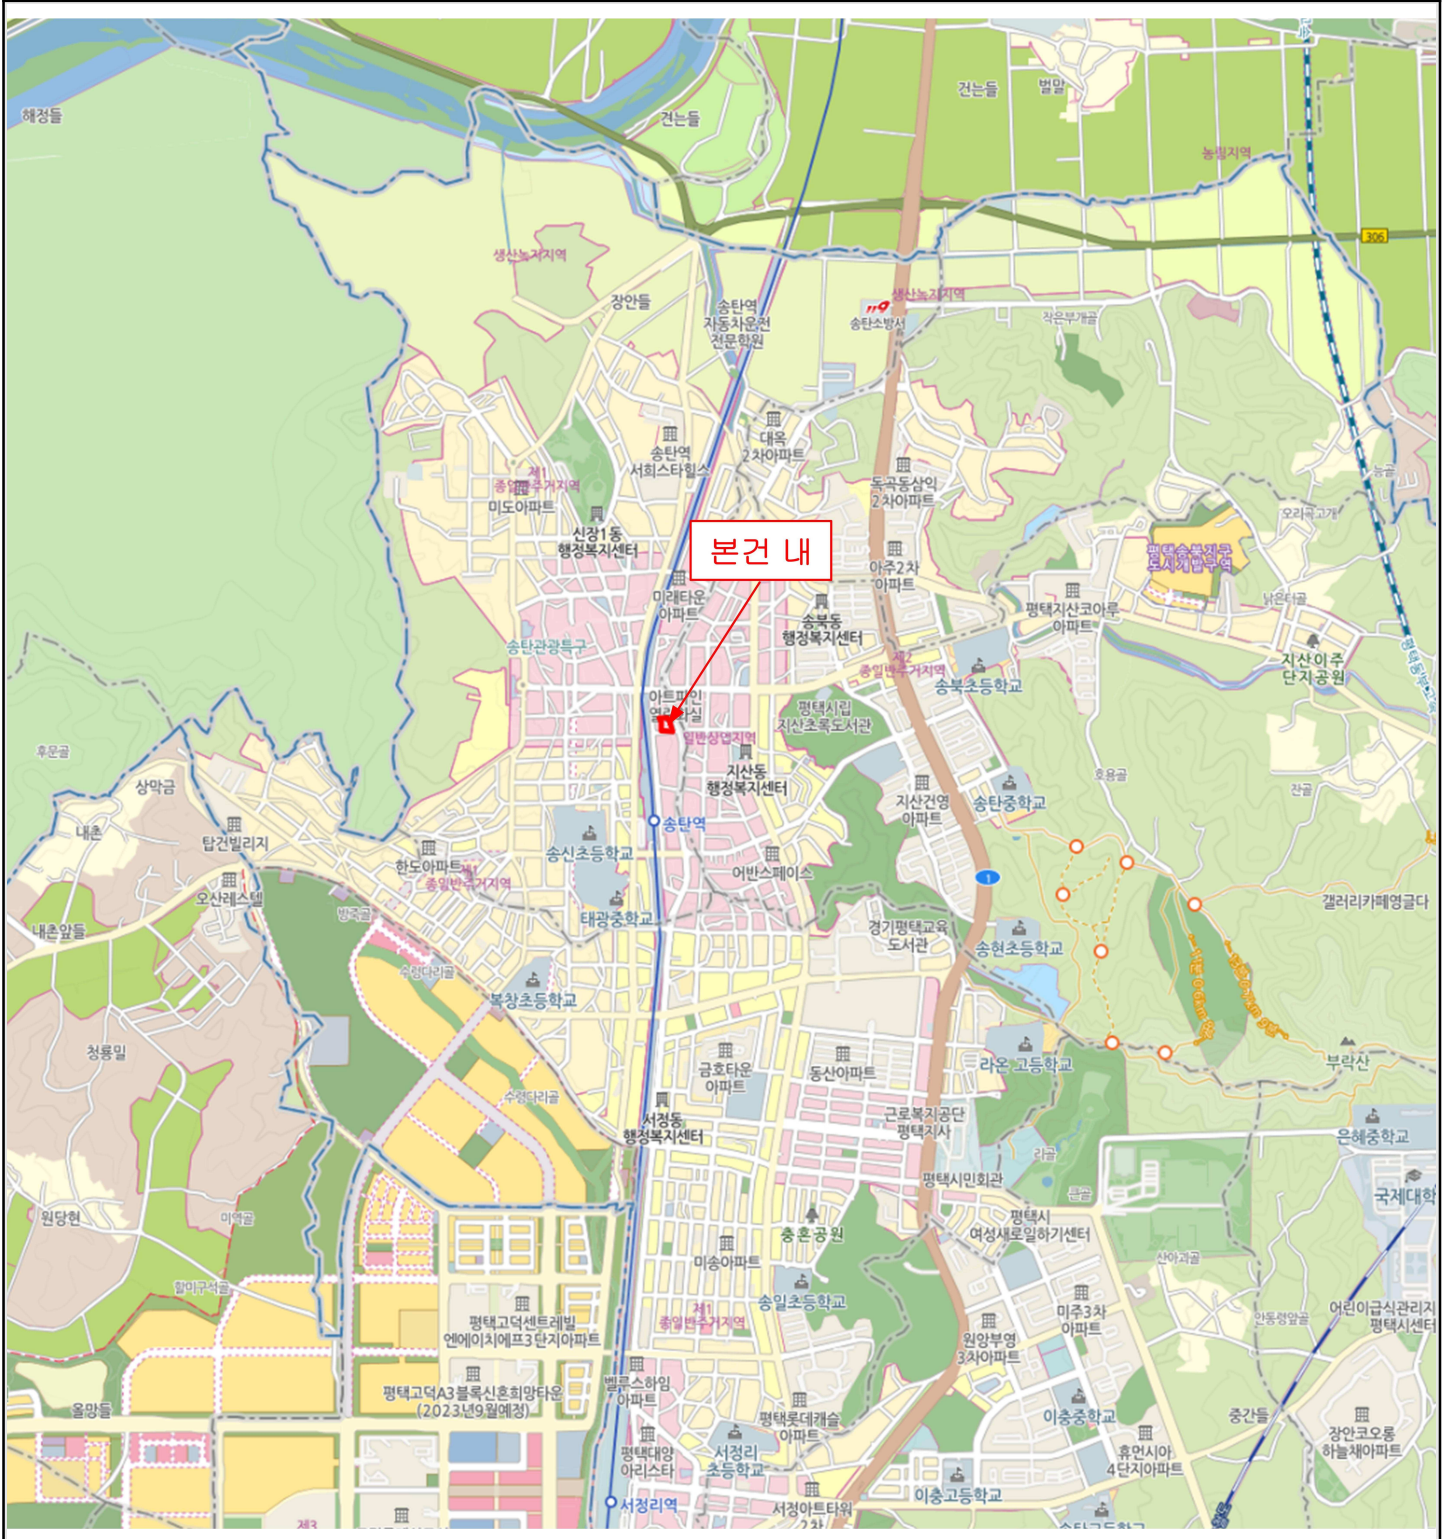 건는들
벌말
해정들
견는들
농림지역
306
생산녹지지역
장안들
송탄역
자동차운전
전문학원
생산녹지지역
119
송탄소방서
작은부개골
대옥
2차아파트
송탄역
서희스타힐스
제1
종일반주거지역
미도아파트
독곡동삼익
2차아파트
능골
오리곡고개
신장1동
행정복지센터
본건 내
평택송북지구
도시개발구역
아주2차
아파트
미래타운
아파트
송북동
행정복지센터
평택지산코아루
아파트
낡은터골
송탄관광특구
제2
종일반주거지역
송북초등학교
지산이주
단지공원
아트파인
평택시립
지산초록도서관
일반상업지역
후문골
지산동
행정복지센터
호용골
상막금
지산건영
아파트
송탄중학교
잔골
내촌
탑건빌리지
송탄역
송신초등학교
한도아파트
제1
종일반주거지역
어반스페이스
1
오산레스텔
갤러리카페영글다
방죽골
태광중학교
내촌앞들
경기평택교육
도서관
송현초등학교
수렁다리골
복창초등학교
청룡밀
금호타운
아파트
동산아파트
라온 고등학교
부락산
수렁다리골
서정동
행정복지센터
근로복지공단
평택지사
은혜중학교
리골
평택시민회관
큰골
국제대학
원당현
이역골
충혼공원
평택시
여성새로일하기센터
미송아파트
산아괴골
할미구석골
송일초등학교
제1
종일반주거지역
미주3차
아파트
안동령앞골
어린이급식관리지
평택시센터
평택고덕센트레빌
엔에이치에프3단지아파트
원앙부영
3차아파트
벨루스하임
아파트
평택고덕A3블록신혼희망타운
(2023년9월예정)
올망들
평택롯데캐슬
아파트
이충중학교
중간들
장안코오롱
하늘채아파트
평택대양
아리스타
서정리
초등학교
휴먼시아
4단지아파트
이충고등학교
서정리역
서정아트타워
2차
제3